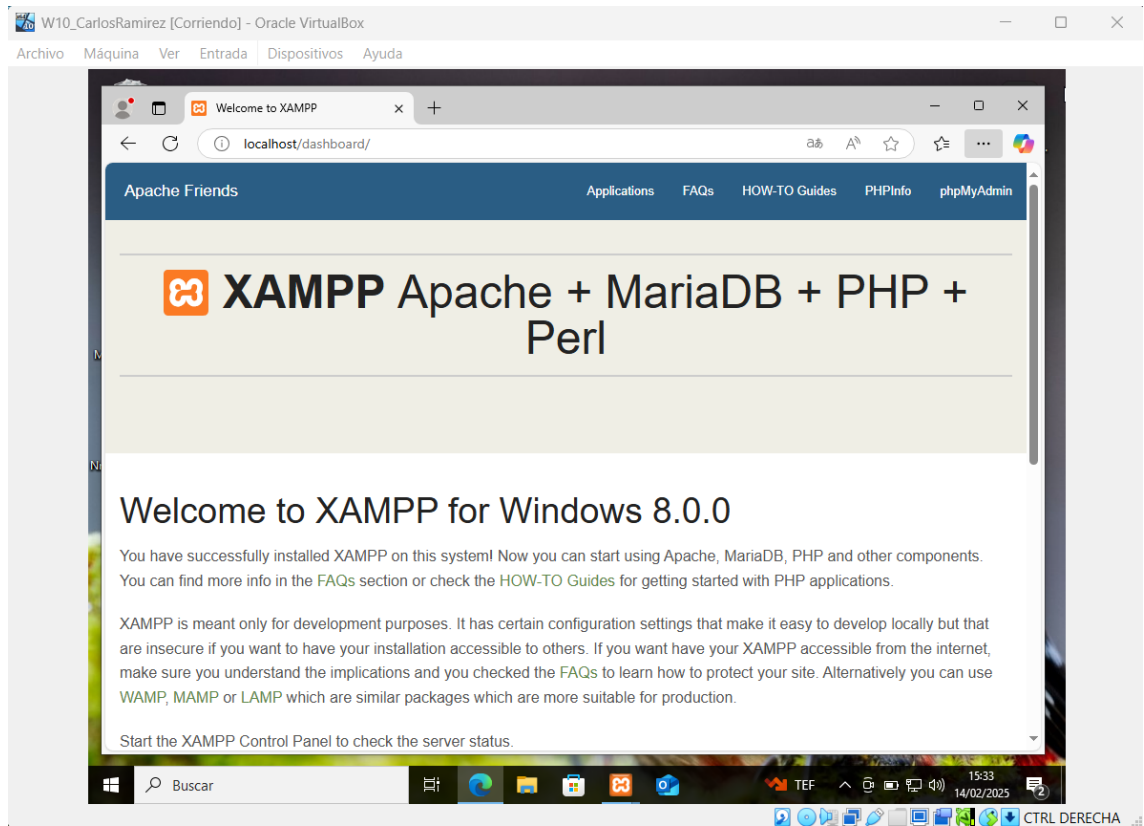 W10_CarlosRamirez [Corriendo] - Oracle VirtualBox
Archivo Máquina Ver Entrada Dispositivos Ayuda
Welcome to XAMPP
localhost/dashboard/
Apache Friends Applications FAQs HOW-TO Guides PHPInfo phpMyAdmin
XAMPP Apache + MariaDB + PHP +
Perl
Welcome to XAMPP for Windows 8.0.0
You have successfully installed XAMPP on this system! Now you can start using Apache, MariaDB, PHP and other components.
You can find more info in the FAQs section or check the HOW-TO Guides for getting started with PHP applications.
XAMPP is meant only for development purposes. It has certain configuration settings that make it easy to develop locally but that
are insecure if you want to have your installation accessible to others. If you want have your XAMPP accessible from the internet,
make sure you understand the implications and you checked the FAQs to learn how to protect your site. Alternatively you can use
WAMP, MAMP or LAMP which are similar packages which are more suitable for production.
Start the XAMPP Control Panel to check the server status.
Buscar TEF 15:33
14/02/2025
2
CTRL DERECHA